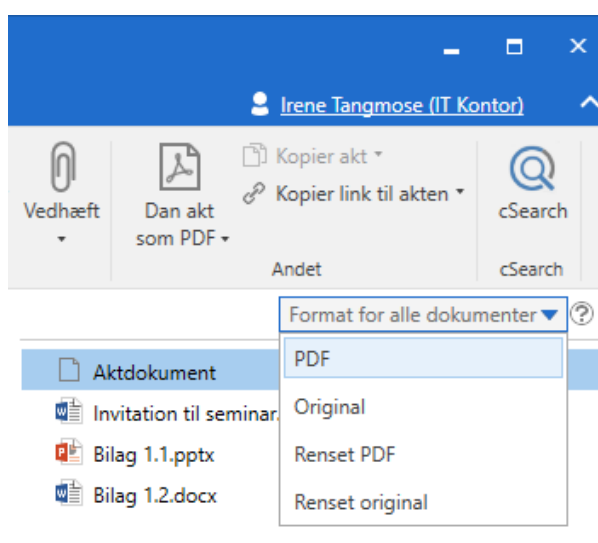 Irene Tangmose (IT Kontor)
Vedhæft
Dan akt
som PDF
Kopier akt
Kopier link til akten
Andet
cSearch
cSearch
Format for alle dokumenter
?
PDF
Original
Renset PDF
Renset original
Aktdokument
Invitation til seminar.
Bilag 1.1.pptx
Bilag 1.2.docx